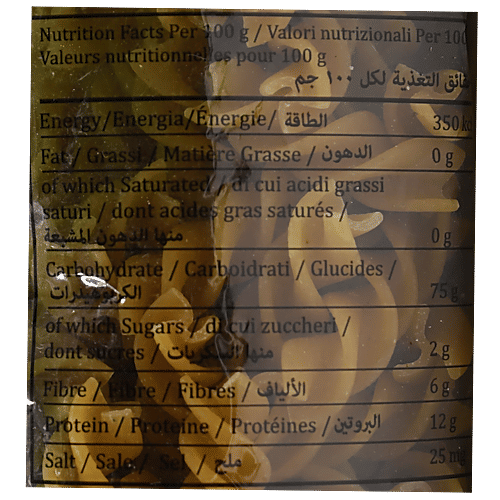 Nutrition Facts Per 100 g / Valori nutrizionali Per 100
Valeurs nutritionnelles pour 100 g
حقائق التغذية لكل ١٠٠ جم
Energy/Energia/Énergie/ الطاقة 350
Fat / Grassi / Matière Grasse / الدهون 0 g
of which Saturated / di cui acidi grassi
saturi / dont acides gras saturés /
منها الدهون المشبعة 0 g
Carbohydrate / Carboidrati / Glucides /
الكربوهيدرات 75 g
of which Sugars / di cui zuccheri /
dont sucres / منها السكريات 2 g
Fibre / Fibre / Fibres / الألياف 6 g
Protein / Proteine / Protéines / البروتين 12 g
Salt / Sale / Sel / ملح 25 mg